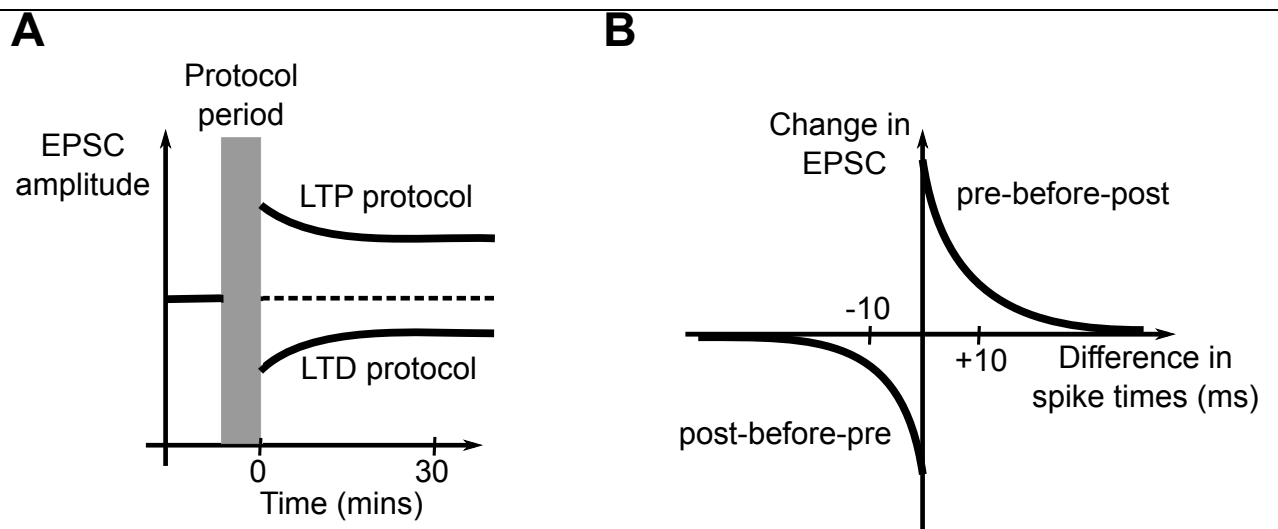 A
Protocol
period
EPSC
amplitude
LTP protocol
LTD protocol
0
30
Time (mins)
B
Change in
EPSC
pre-before-post
-10
+10
Difference in
spike times (ms)
post-before-pre